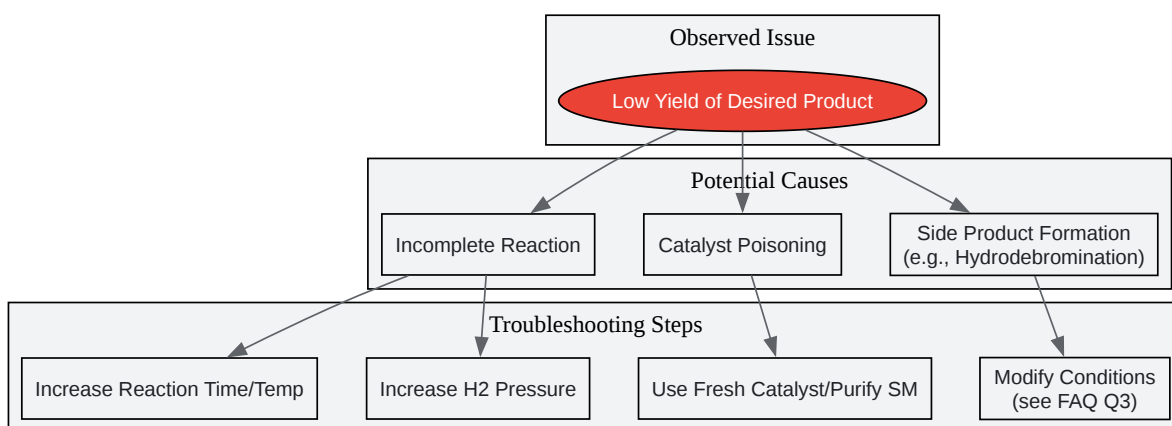 Observed Issue
Low Yield of Desired Product
Potential Causes
Incomplete Reaction
Catalyst Poisoning
Side Product Formation
(e.g., Hydrodebromination)
Troubleshooting Steps
Increase Reaction Time/Temp
Increase H2 Pressure
Use Fresh Catalyst/Purify SM
Modify Conditions
(see FAQ Q3)